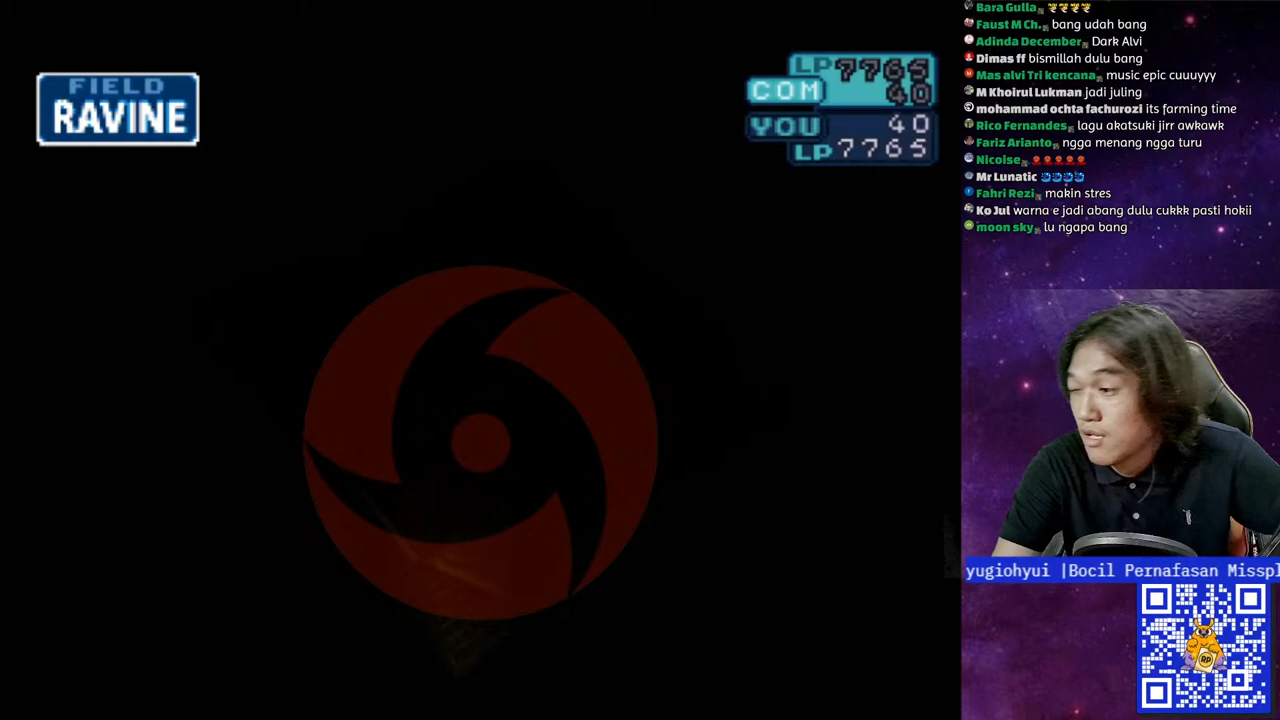 FIELD
RAVINE
LP 7765
COM 40
YOU 40
LP 7765
Bara Gulla
Faust M Ch. bang udah bang
Adinda December Dark Alvi
Dimas ff bismillah dulu bang
Mas alvi Tri kencana music epic cuuuyyy
M Khoirul Lukman jadi juling
mohammad ochta fachurozi its farming time
Rico Fernandes lagu akatsuki jirr awkawk
Fariz Arianto ngga menang ngga turu
Nicoise
Mr Lunatic
Fahri Rezi makin stres
Ko Jul warna e jadi abang dulu cukkk pasti hokii
moon sky lu ngapa bang
yugiohyui |Bocil Pernafasan Misspl
RP